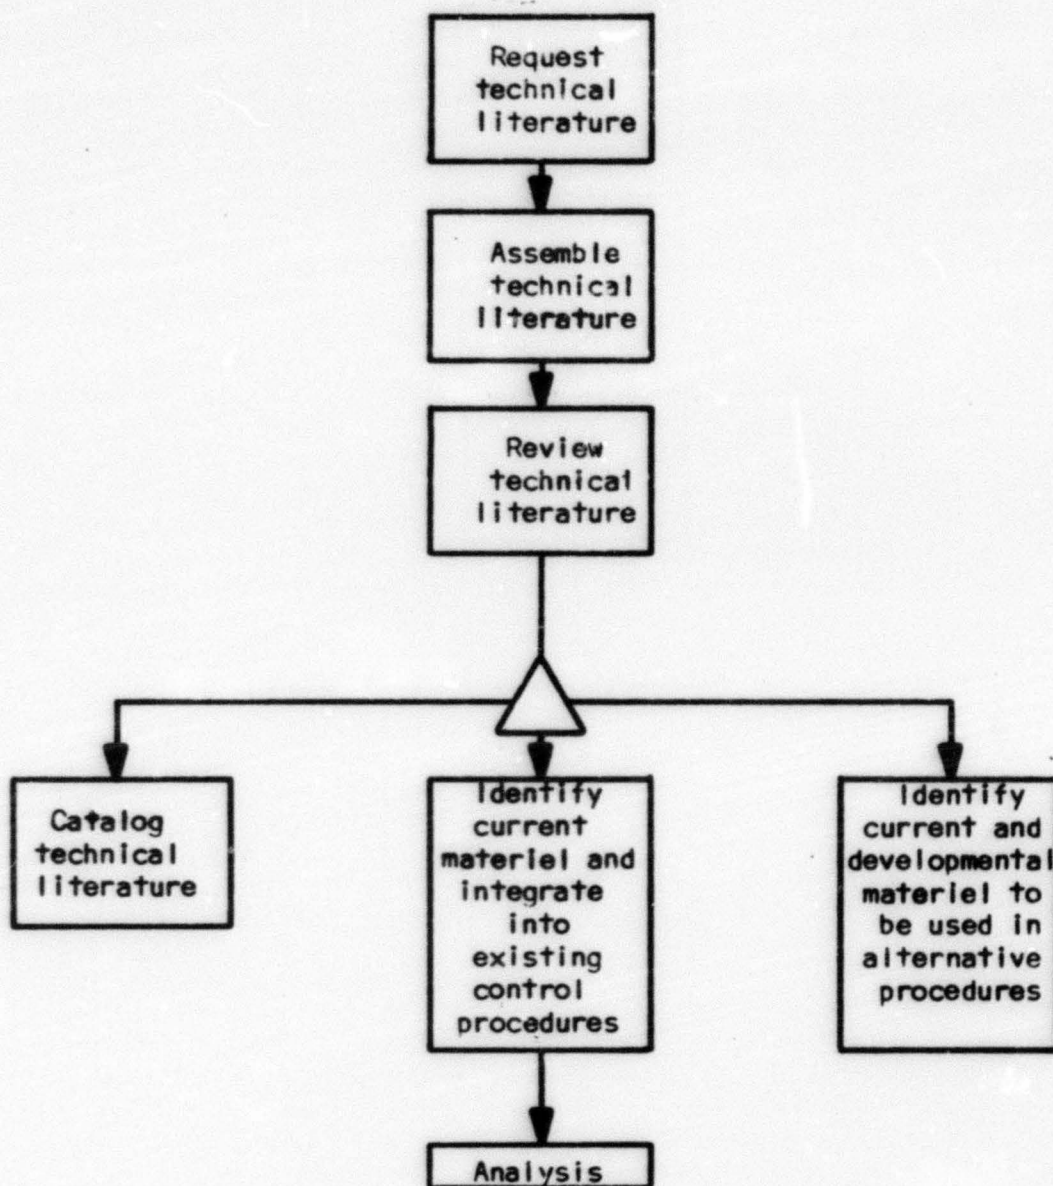 Request
technical
literature
Assemble
technical
literature
Review
technical
literature
Catalog
technical
literature
Identify
current
materiel and
integrate
into
existing
control
procedures
Identify
current and
developmental
materiel to
be used in
alternative
procedures
Analysis